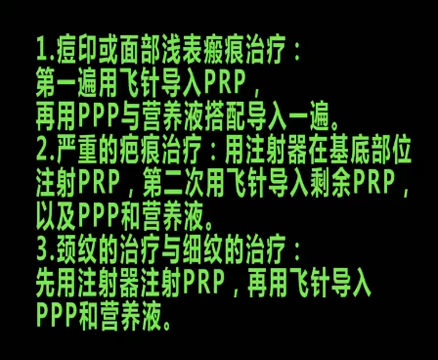 1.痘印或面部浅表瘢痕治疗：
第一遍用飞针导入PRP，
再用PPP与营养液搭配导入一遍。
2.严重的疤痕治疗：用注射器在基底部位
注射PRP，第二次用飞针导入剩余PRP，
以及PPP和营养液。
3.颈纹的治疗与细纹的治疗：
先用注射器注射PRP，再用飞针导入
PPP和营养液。